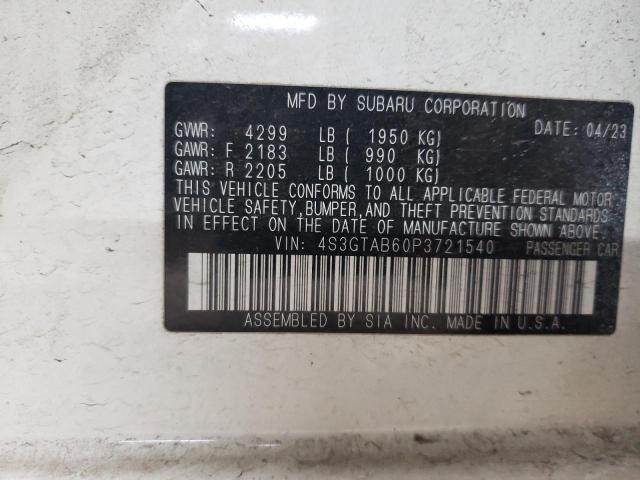 MFD BY SUBARU CORPORATION
DATE: 04/23
GVWR: 4299 LB ( 1950 KG)
GAWR: F 2183 LB ( 990 KG)
GAWR: R 2205 LB ( 1000 KG)
THIS VEHICLE CONFORMS TO ALL APPLICABLE FEDERAL MOTOR
VEHICLE SAFETY, BUMPER, AND THEFT PREVENTION STANDARDS
IN EFFECT ON THE DATE OF MANUFACTURE SHOWN ABOVE.
VIN: 4S3GTAB60P3721540 PASSENGER CAR
ASSEMBLED BY SIA INC. MADE IN U.S.A.